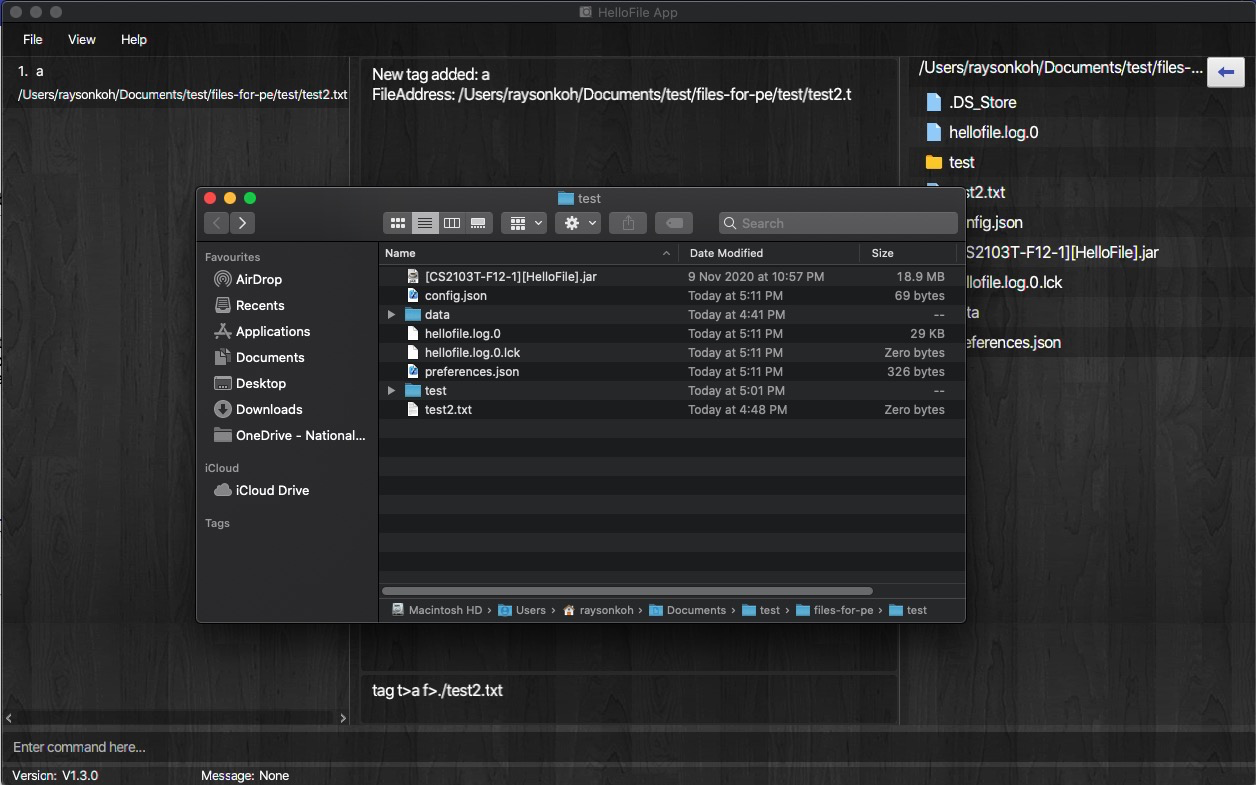 HelloFile App
File View Help
1. a
/Users/raysonkoh/Documents/test/files-for-pe/test/test2.txt
New tag added: a
FileAddress: /Users/raysonkoh/Documents/test/files-for-pe/test/test2.t
/Users/raysonkoh/Documents/test/files-...
.DS_Store
hellofile.log.0
test
st2.txt
nfig.json
S2103T-F12-1][HelloFile].jar
llofile.log.0.lck
ta
eferences.json
test
Search
Favourites
AirDrop
Recents
Applications
Documents
Desktop
Downloads
OneDrive - National...
iCloud
iCloud Drive
Tags
Name Date Modified Size
[CS2103T-F12-1][HelloFile].jar 9 Nov 2020 at 10:57 PM 18.9 MB
config.json Today at 5:11 PM 69 bytes
data Today at 4:41 PM --
hellofile.log.0 Today at 5:11 PM 29 KB
hellofile.log.0.lck Today at 5:11 PM Zero bytes
preferences.json Today at 5:11 PM 326 bytes
test Today at 5:01 PM --
test2.txt Today at 4:48 PM Zero bytes
Macintosh HD › Users › raysonkoh › Documents › test › files-for-pe › test
tag t>a f>./test2.txt
Enter command here...
Version: V1.3.0 Message: None